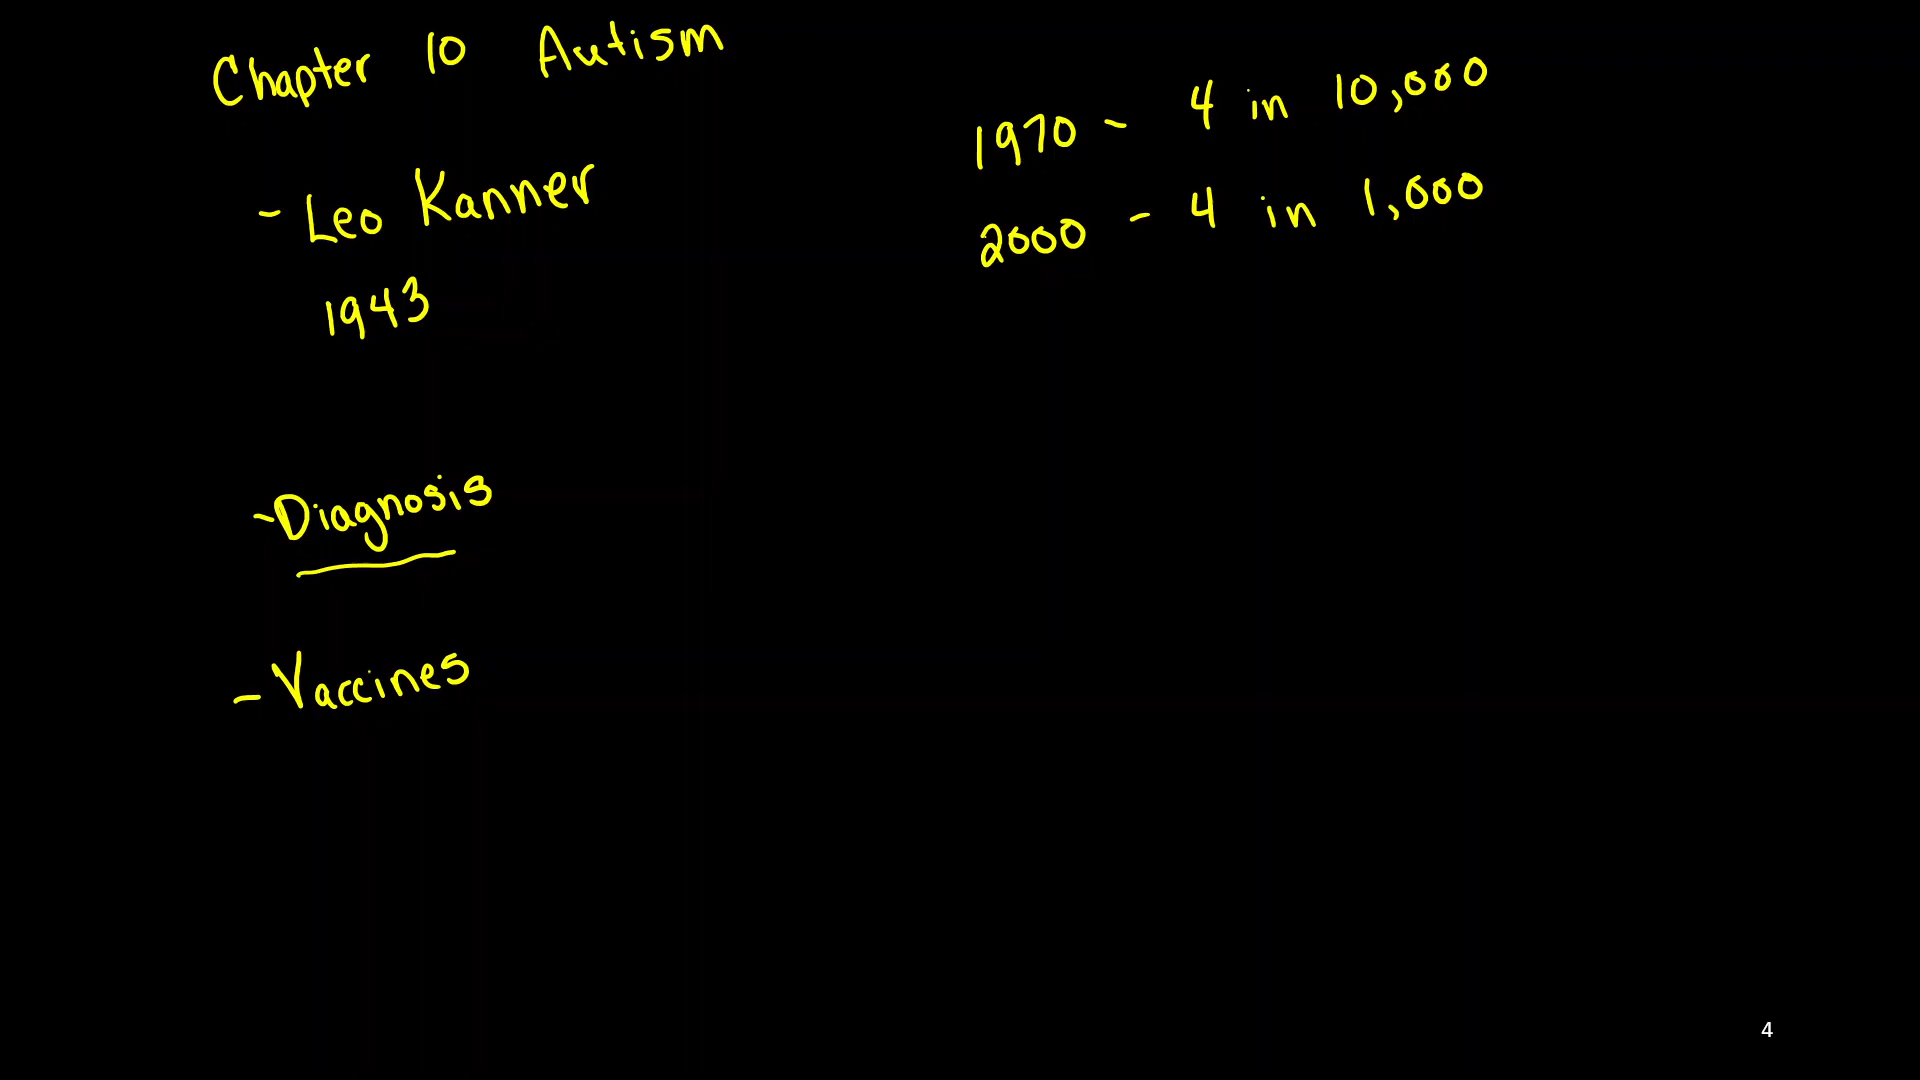 Chapter 10 Autism
- Leo Kanner
1943
- Diagnosis
- Vaccines
1970 - 4 in 10,000
2000 - 4 in 1,000
4